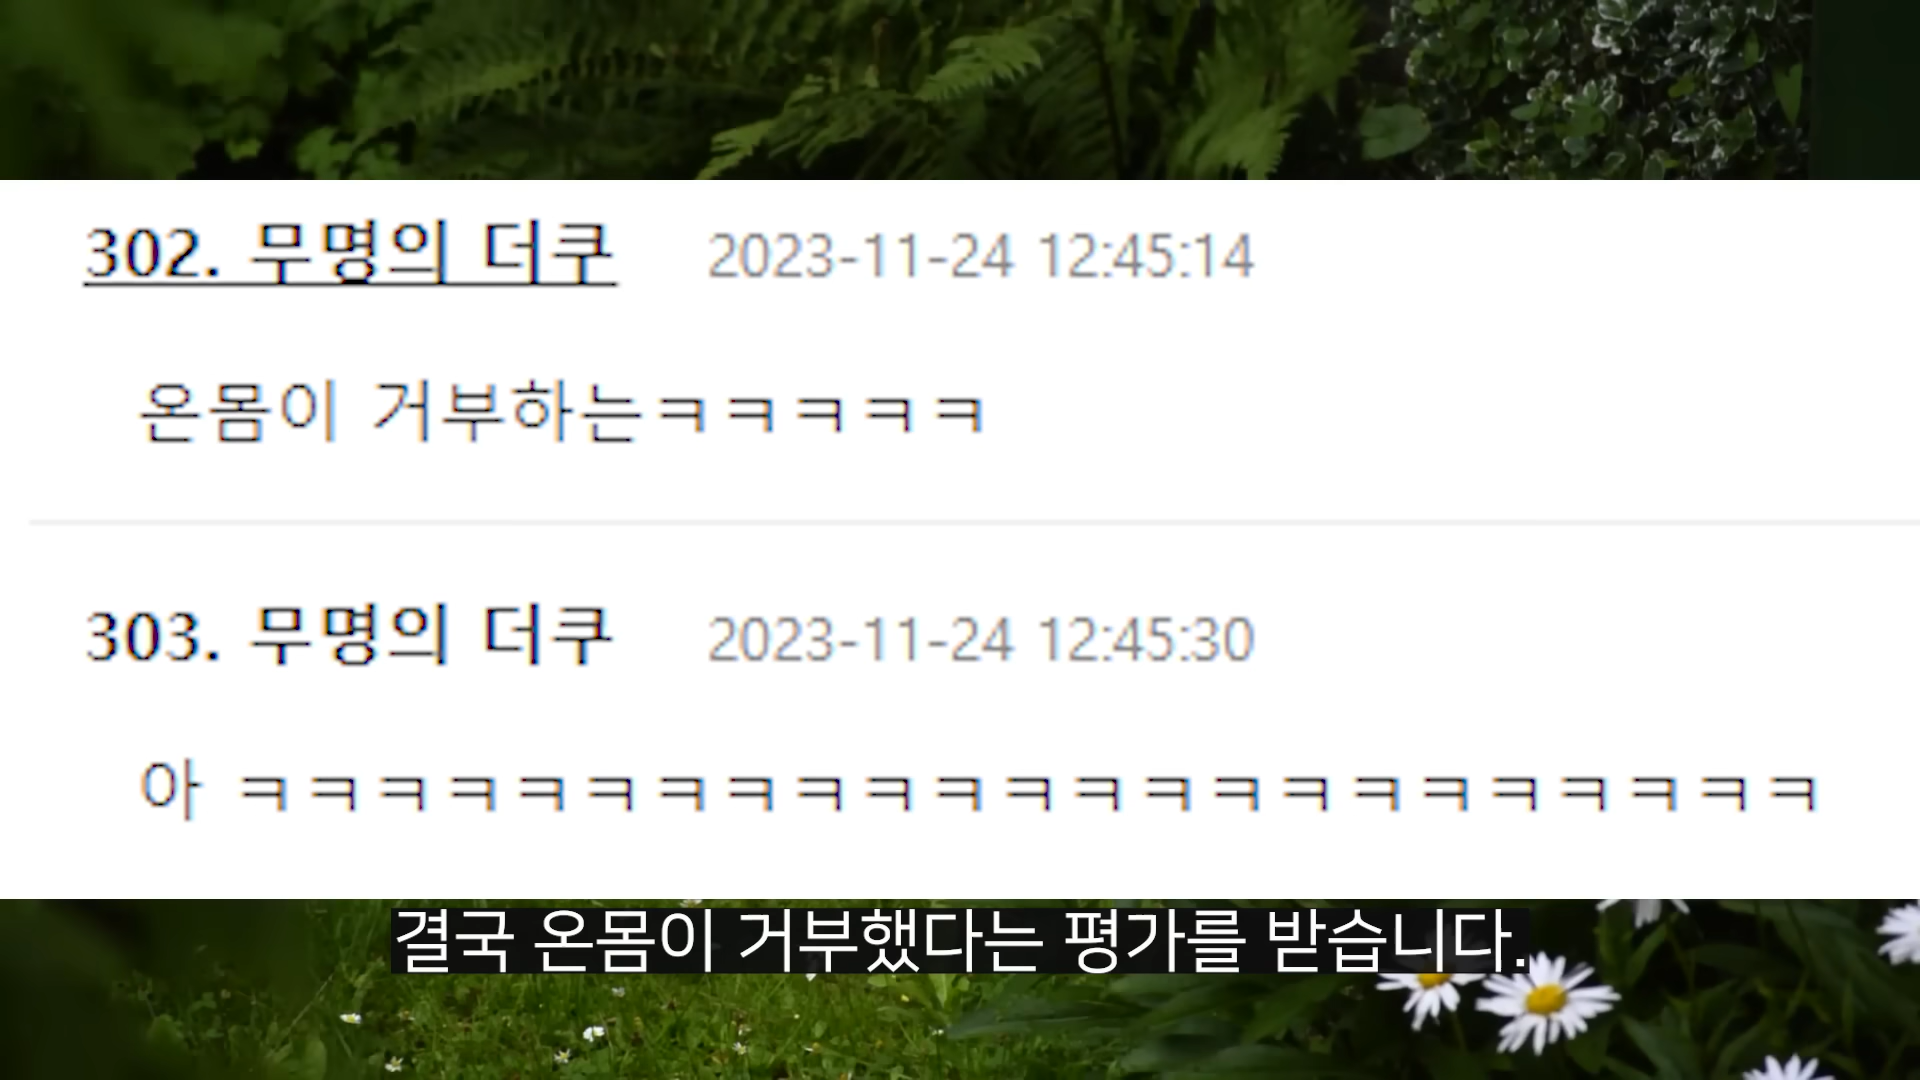 302. 무명의 더쿠 2023-11-24 12:45:14
온몸이 거부하는ㅋㅋㅋㅋㅋ
303. 무명의 더쿠 2023-11-24 12:45:30
아 ㅋㅋㅋㅋㅋㅋㅋㅋㅋㅋㅋㅋㅋㅋㅋㅋㅋㅋㅋㅋㅋㅋㅋ
결국 온몸이 거부했다는 평가를 받습니다.